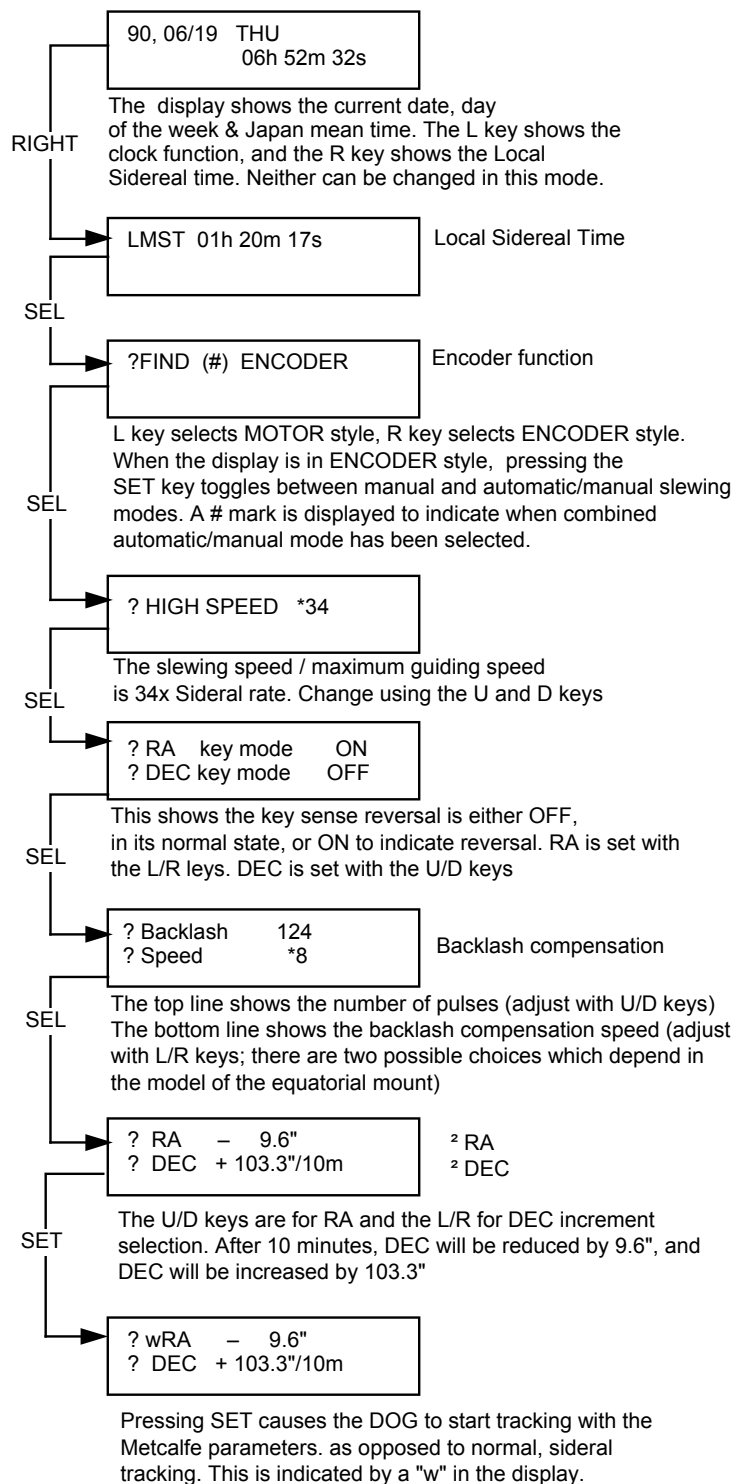 90, 06/19 THU
06h 52m 32s
The display shows the current date, day
of the week & Japan mean time. The L key shows the
clock function, and the R key shows the Local
Sidereal time. Neither can be changed in this mode.
RIGHT
LMST 01h 20m 17s
Local Sidereal Time
SEL
?FIND (#) ENCODER
Encoder function
L key selects MOTOR style, R key selects ENCODER style.
When the display is in ENCODER style, pressing the
SET key toggles between manual and automatic/manual slewing
modes. A # mark is displayed to indicate when combined
automatic/manual mode has been selected.
SEL
? HIGH SPEED *34
The slewing speed / maximum guiding speed
is 34x Sideral rate. Change using the U and D keys
SEL
? RA key mode ON
? DEC key mode OFF
This shows the key sense reversal is either OFF,
in its normal state, or ON to indicate reversal. RA is set with
the L/R leys. DEC is set with the U/D keys
SEL
? Backlash 124
? Speed *8
Backlash compensation
The top line shows the number of pulses (adjust with U/D keys)
The bottom line shows the backlash compensation speed (adjust
with L/R keys; there are two possible choices which depend in
the model of the equatorial mount)
SEL
? RA – 9.6"
? DEC + 103.3"/10m
² RA
² DEC
The U/D keys are for RA and the L/R for DEC increment
selection. After 10 minutes, DEC will be reduced by 9.6", and
DEC will be increased by 103.3"
SET
? wRA – 9.6"
? DEC + 103.3"/10m
Pressing SET causes the DOG to start tracking with the
Metcalfe parameters. as opposed to normal, sideral
tracking. This is indicated by a "w" in the display.